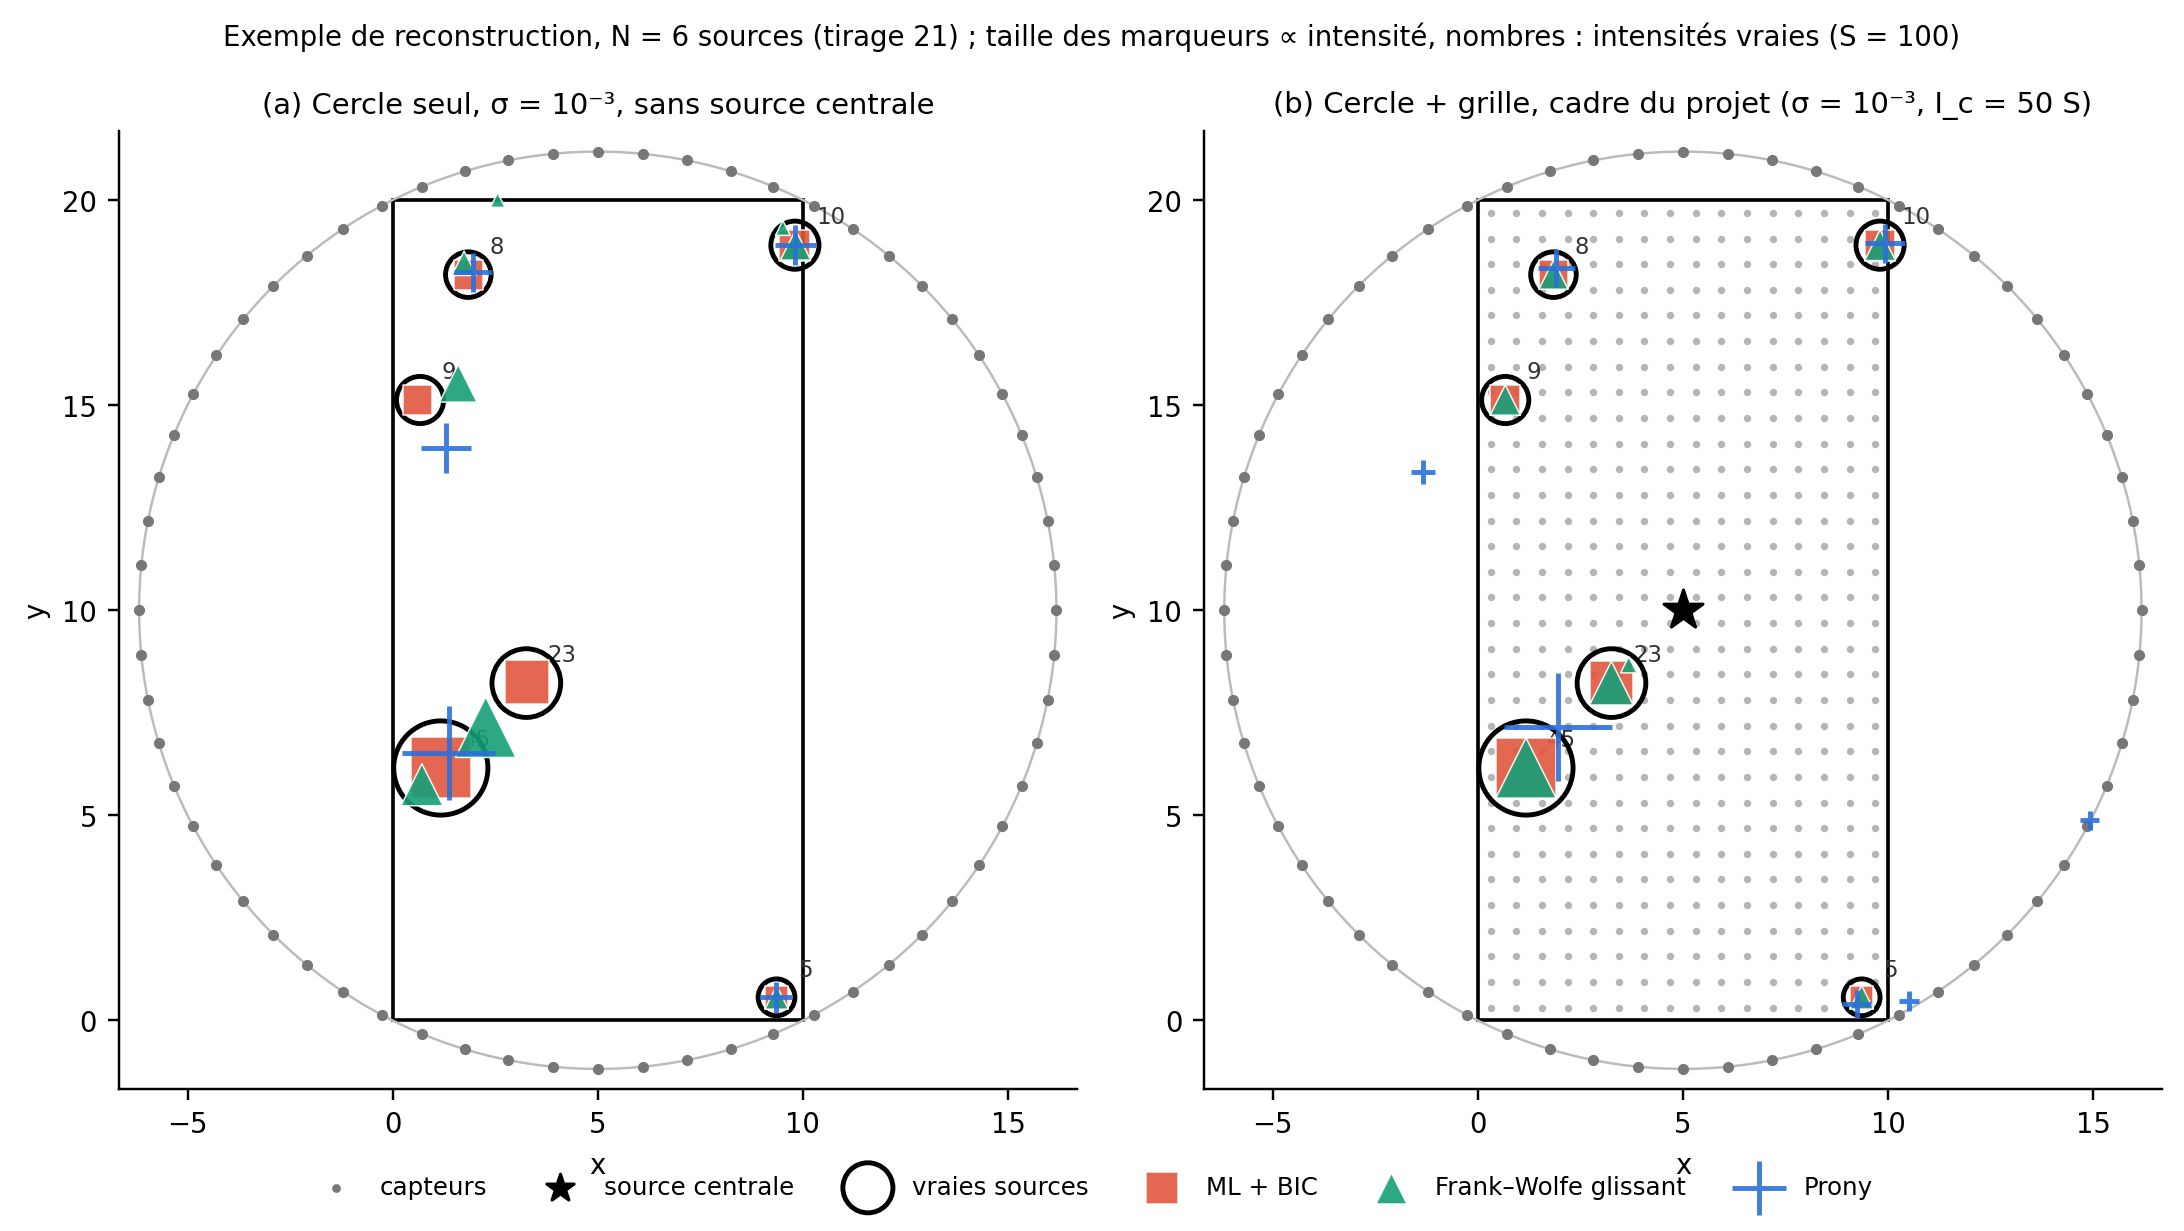 Exemple de reconstruction, N = 6 sources (tirage 21) ; taille des marqueurs ∝ intensité, nombres : intensités vraies (S = 100)
(a) Cercle seul, σ = 10⁻³, sans source centrale
20
15
10
5
0
y
−5
0
5
10
15
x
8
10
9
23
5
(b) Cercle + grille, cadre du projet (σ = 10⁻³, I_c = 50 S)
20
15
10
5
0
y
−5
0
5
10
15
x
8
10
9
23
5
capteurs
source centrale
vraies sources
ML + BIC
Frank–Wolfe glissant
Prony